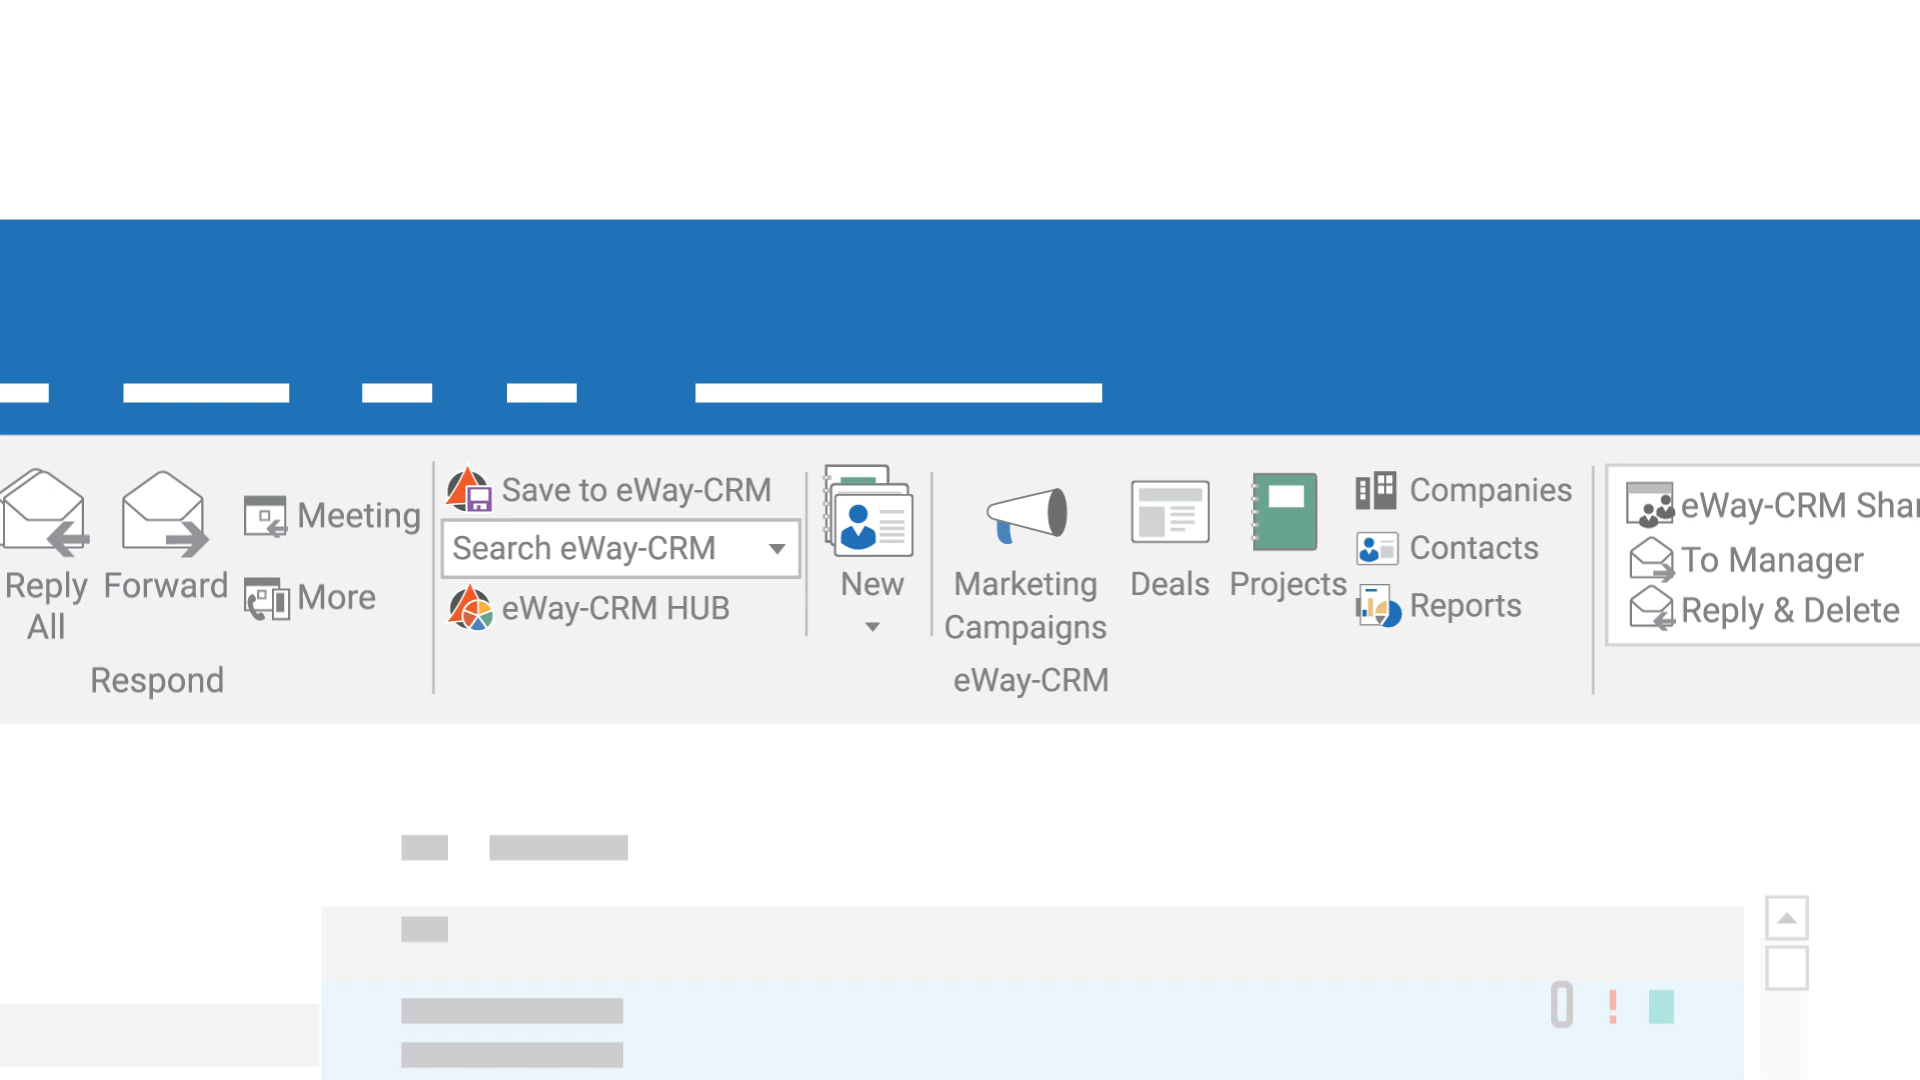 Reply
All
Forward
Meeting
More
Respond
Save to eWay-CRM
Search eWay-CRM
eWay-CRM HUB
New
Marketing
Campaigns
Deals
Projects
Companies
Contacts
Reports
eWay-CRM
eWay-CRM Shar
To Manager
Reply & Delete